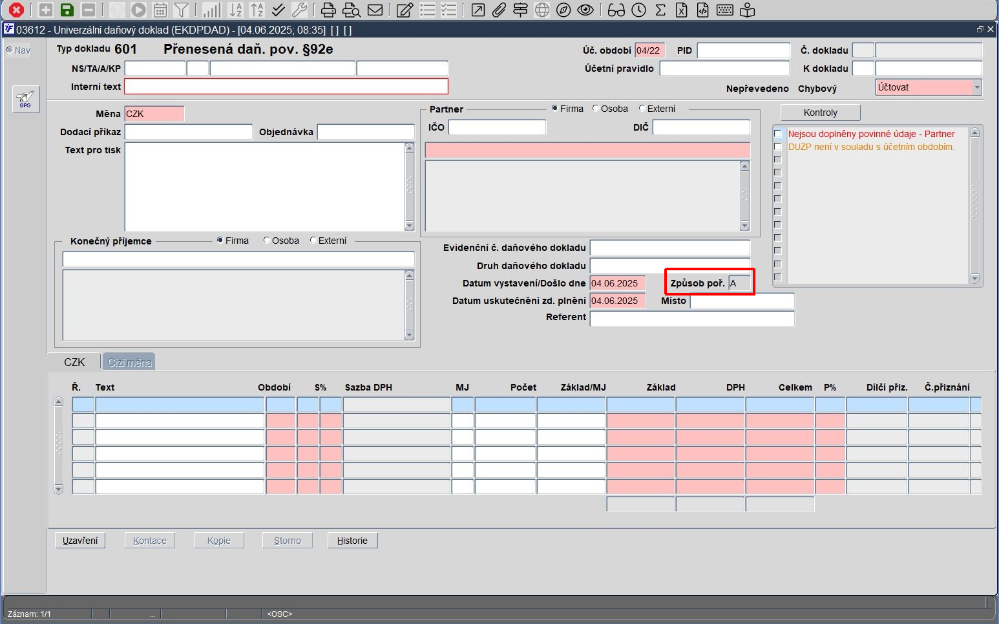 03612 - Univerzální daňový doklad (EKDPDAD) - [04.06.2025; 08:35] [ ] [ ]
Nav
Typ dokladu 601 Přenesená daň. pov. §92e Úč. období 04/22 PID Č. dokladu
NS/TA/A/KP Účetní pravidlo K dokladu
Interní text Nepřevedeno Chybový Účtovat
SPS
Měna CZK Partner Firma Osoba Externí Kontroly
Dodací příkaz Objednávka IČO DIČ
Nejsou doplněny povinné údaje - Partner
Text pro tisk DUZP není v souladu s účetním obdobím.
Konečný příjemce Firma Osoba Externí
Evidenční č. daňového dokladu
Druh daňového dokladu
Datum vystavení/Došlo dne 04.06.2025 Způsob poř. A
Datum uskutečnění zd. plnění 04.06.2025 Místo
Referent
CZK Cizí měna
Ř. Text Období S% Sazba DPH MJ Počet Základ/MJ Základ DPH Celkem P% Dílčí přiz. Č.přiznání
Uzavření Kontace Kopie Storno Historie
Záznam: 1/1 ... <OSC>